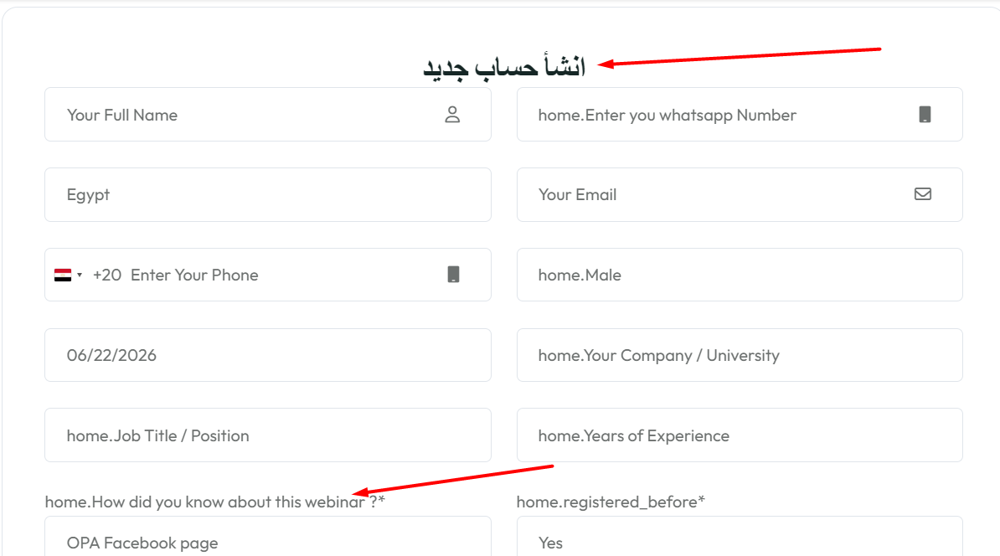 انشأ حساب جديد
Your Full Name
home.Enter you whatsapp Number
Egypt
Your Email
+20 Enter Your Phone
home.Male
06/22/2026
home.Your Company / University
home.Job Title / Position
home.Years of Experience
home.How did you know about this webinar ?*
home.registered_before*
OPA Facebook page
Yes